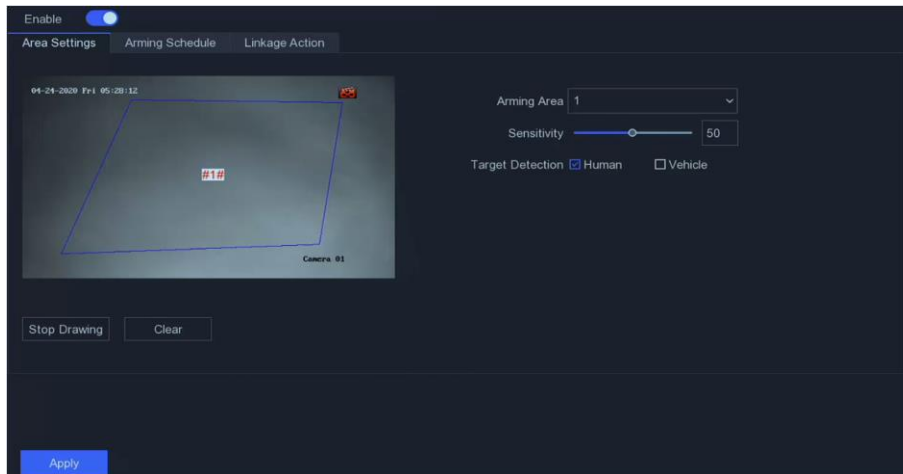 Enable
Area Settings Arming Schedule Linkage Action
04-24-2020 Fri 05:28:12
Arming Area 1
Sensitivity 50
Target Detection Human Vehicle
#1#
Camera 01
Stop Drawing Clear
Apply